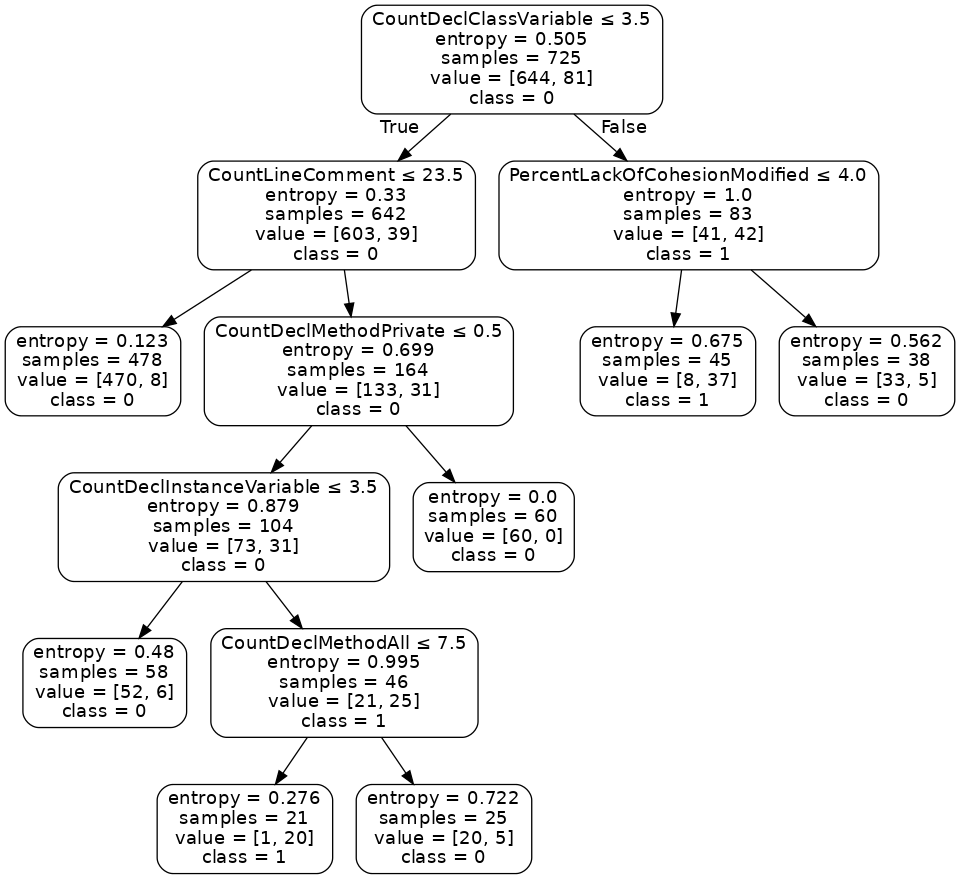 CountDeclClassVariable ≤ 3.5
entropy = 0.505
samples = 725
value = [644, 81]
class = 0
True
False
CountLineComment ≤ 23.5
entropy = 0.33
samples = 642
value = [603, 39]
class = 0
PercentLackOfCohesionModified ≤ 4.0
entropy = 1.0
samples = 83
value = [41, 42]
class = 1
entropy = 0.123
samples = 478
value = [470, 8]
class = 0
CountDeclMethodPrivate ≤ 0.5
entropy = 0.699
samples = 164
value = [133, 31]
class = 0
entropy = 0.675
samples = 45
value = [8, 37]
class = 1
entropy = 0.562
samples = 38
value = [33, 5]
class = 0
CountDeclInstanceVariable ≤ 3.5
entropy = 0.879
samples = 104
value = [73, 31]
class = 0
entropy = 0.0
samples = 60
value = [60, 0]
class = 0
entropy = 0.48
samples = 58
value = [52, 6]
class = 0
CountDeclMethodAll ≤ 7.5
entropy = 0.995
samples = 46
value = [21, 25]
class = 1
entropy = 0.276
samples = 21
value = [1, 20]
class = 1
entropy = 0.722
samples = 25
value = [20, 5]
class = 0